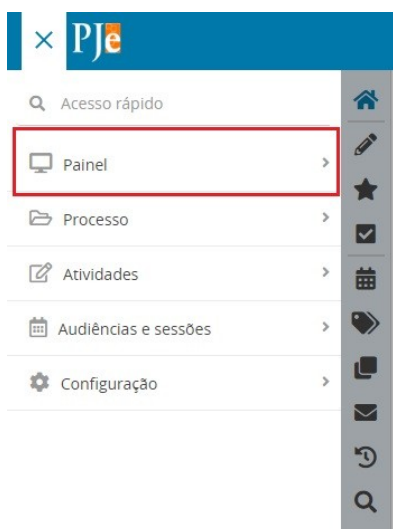 PJe
Acesso rápido
Painel
Processo
Atividades
Audiências e sessões
Configuração